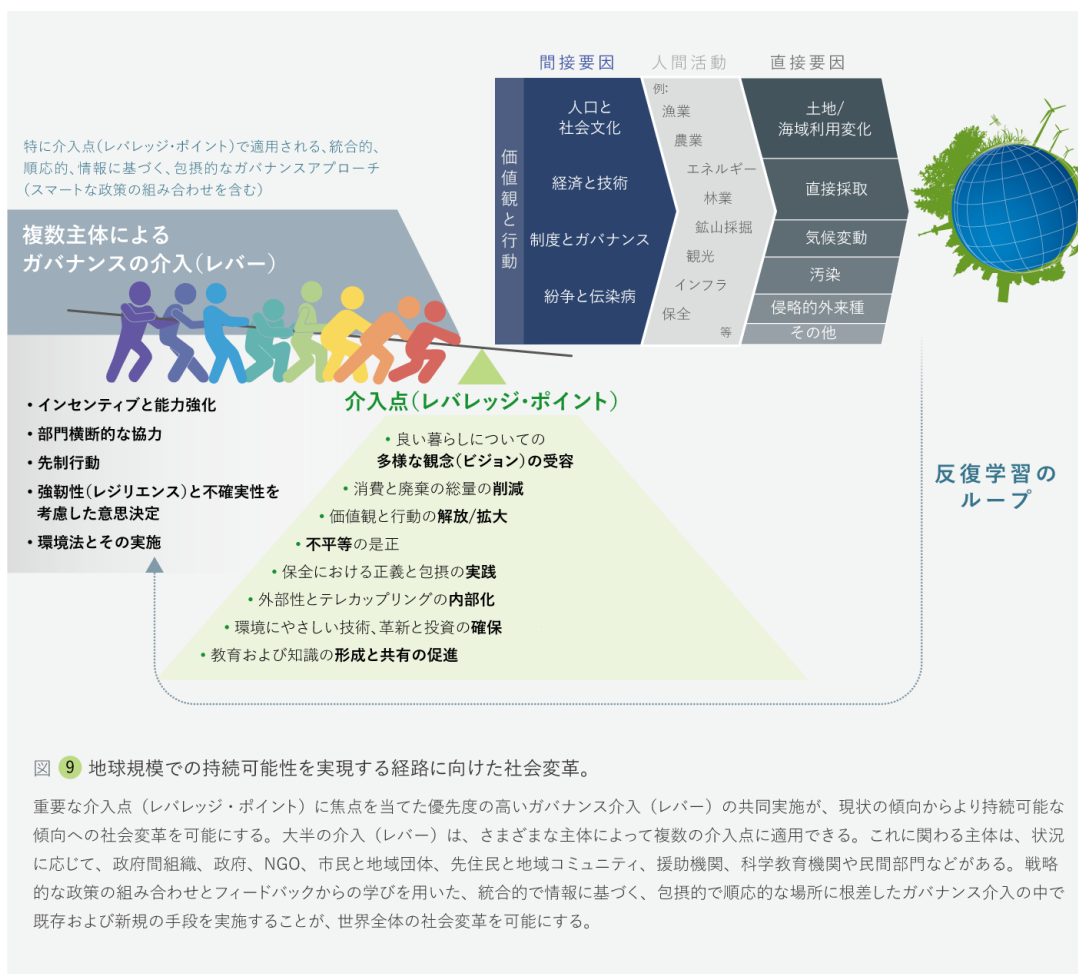 間接要因
人間活動
直接要因
価値観と行動
人口と
社会文化
経済と技術
制度とガバナンス
紛争と伝染病
例:
漁業
農業
エネルギー
林業
鉱山採掘
観光
インフラ
保全
等
土地/
海域利用変化
直接採取
気候変動
汚染
侵略的外来種
その他
特に介入点(レバレッジ・ポイント)で適用される、統合的、
順応的、情報に基づく、包摂的なガバナンスアプローチ
(スマートな政策の組み合わせを含む)
複数主体による
ガバナンスの介入(レバー)
・インセンティブと能力強化
・部門横断的な協力
・先制行動
・強靭性(レジリエンス)と不確実性を
考慮した意思決定
・環境法とその実施
介入点(レバレッジ・ポイント)
・良い暮らしについての
多様な観念(ビジョン)の受容
・消費と廃棄の総量の削減
・価値観と行動の解放/拡大
・不平等の是正
・保全における正義と包摂の実践
・外部性とテレカップリングの内部化
・環境にやさしい技術、革新と投資の確保
・教育および知識の形成と共有の促進
反復学習の
ループ
図 9 地球規模での持続可能性を実現する経路に向けた社会変革。
重要な介入点（レバレッジ・ポイント）に焦点を当てた優先度の高いガバナンス介入（レバー）の共同実施が、現状の傾向からより持続可能な
傾向への社会変革を可能にする。大半の介入（レバー）は、さまざまな主体によって複数の介入点に適用できる。これに関わる主体は、状況
に応じて、政府間組織、政府、NGO、市民と地域団体、先住民と地域コミュニティ、援助機関、科学教育機関や民間部門などがある。戦略
的な政策の組み合わせとフィードバックからの学びを用いた、統合的で情報に基づく、包摂的で順応的な場所に根差したガバナンス介入の中で
既存および新規の手段を実施することが、世界全体の社会変革を可能にする。